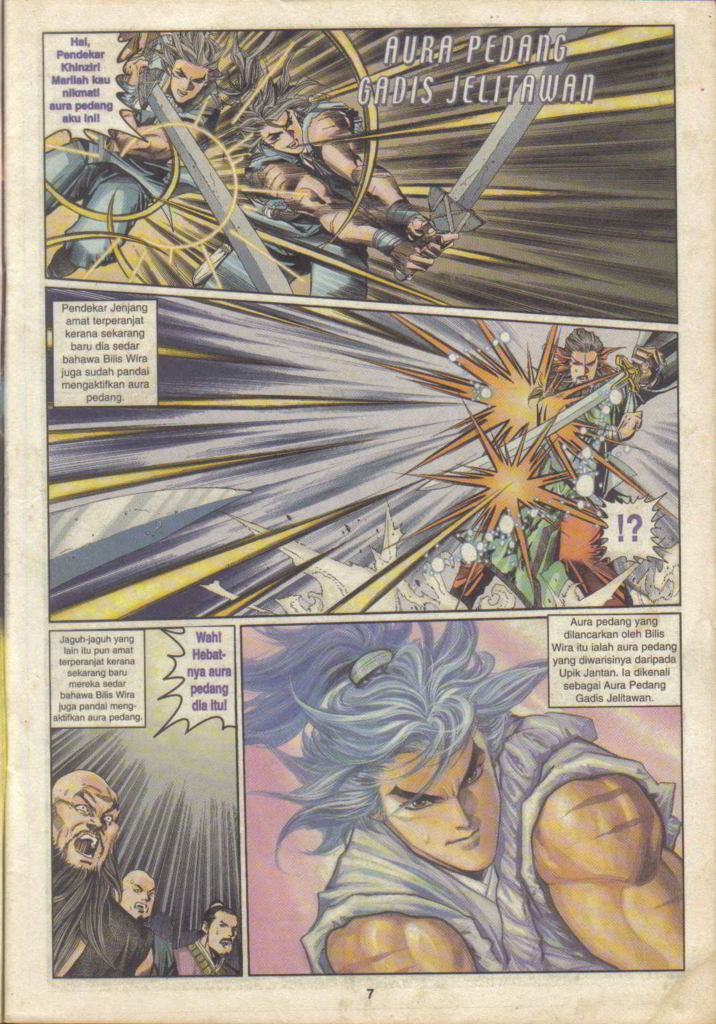 Hai,
Pendekar
Khinzir!
Marilah kau
nikmati
aura pedang
aku ini!
AURA PEDANG
GADIS JELITAWAN
Pendekar Jenjang
amat terperanjat
kerana sekarang
baru dia sedar
bahawa Bilis Wira
juga sudah pandai
mengaktifkan aura
pedang.
!?
Jaguh-jaguh yang
lain itu pun amat
terperanjat kerana
sekarang baru
mereka sedar
bahawa Bilis Wira
juga pandai meng-
aktifkan aura pedang.
Wah!
Hebat-
nya aura
pedang
dia itu!
Aura pedang yang
dilancarkan oleh Bilis
Wira itu ialah aura pedang
yang diwarisinya daripada
Upik Jantan. Ia dikenali
sebagai Aura Pedang
Gadis Jelitawan.
7